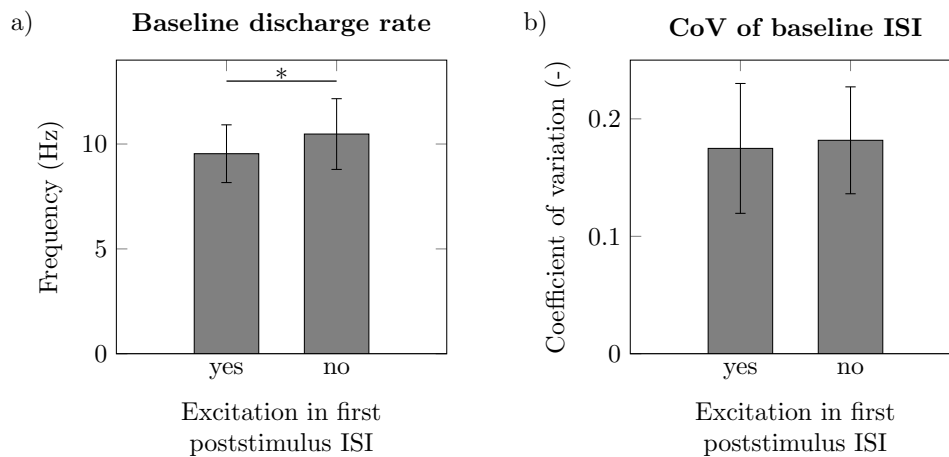 a)
Baseline discharge rate
Frequency (Hz)
10
5
0
*
yes no
Excitation in first
poststimulus ISI
b)
CoV of baseline ISI
Coefficient of variation (-)
0.2
0.1
0
yes no
Excitation in first
poststimulus ISI